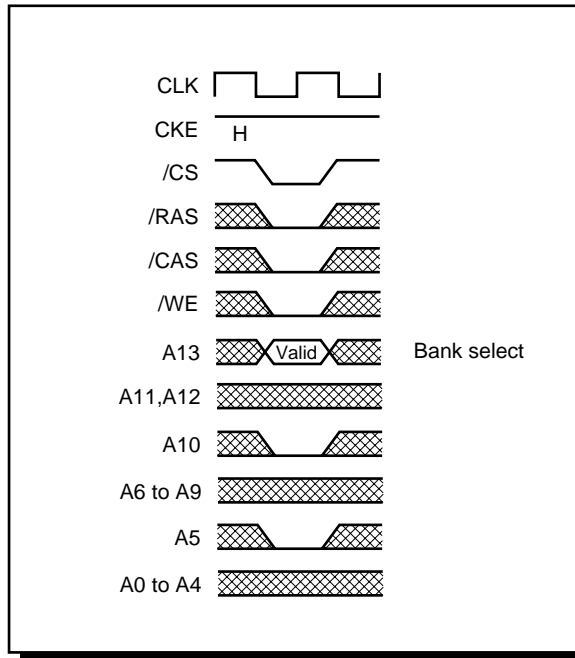 CLK
CKE H
/CS
/RAS
/CAS
/WE
A13 Valid Bank select
A11,A12
A10
A6 to A9
A5
A0 to A4